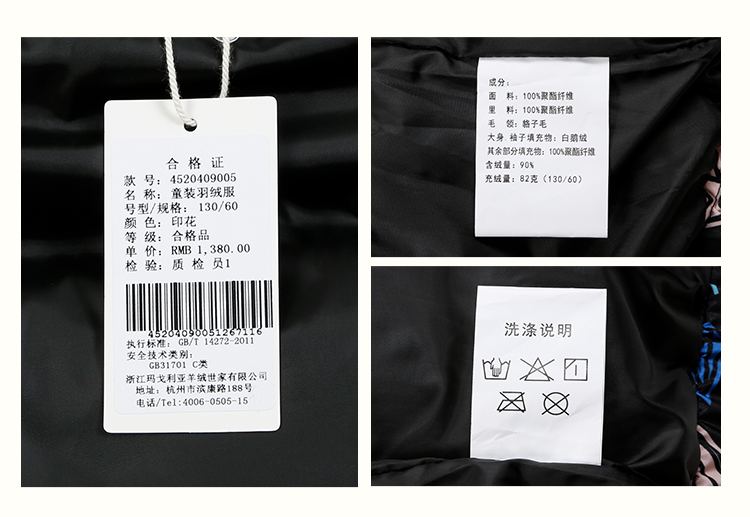 合 格 证
款 号: 4520409005
名 称: 童装羽绒服
号型/规格: 130/60
颜 色: 印花
等 级: 合格品
单 价: RMB 1,380.00
检 验: 质 检 员1
45204090051267116
执行标准: GB/T 14272-2011
安全技术类别:
GB31701 C类
浙江玛戈利亚羊绒世家有限公司
地址: 杭州市滨康路188号
电话/Tel:4006-0505-15
成分:
面 料: 100%聚酯纤维
里 料: 100%聚酯纤维
毛 领: 貉子毛
大身 袖子填充物: 白鹅绒
其余部分填充物: 100%聚酯纤维
含绒量: 90%
充绒量: 82克（130/60）
洗涤说明